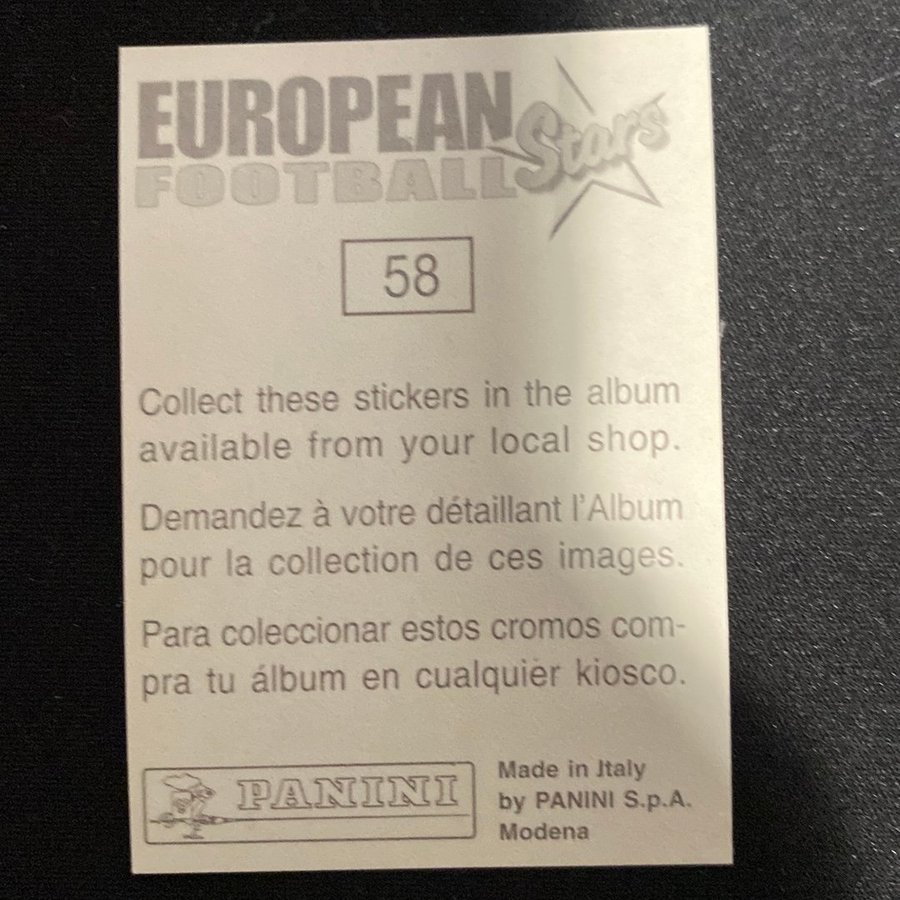 EUROPEAN
FOOTBALL Stars
58
Collect these stickers in the album
available from your local shop.
Demandez à votre détaillant l'Album
pour la collection de ces images.
Para coleccionar estos cromos com-
pra tu álbum en cualquier kiosco.
PANINI
Made in Italy
by PANINI S.p.A.
Modena